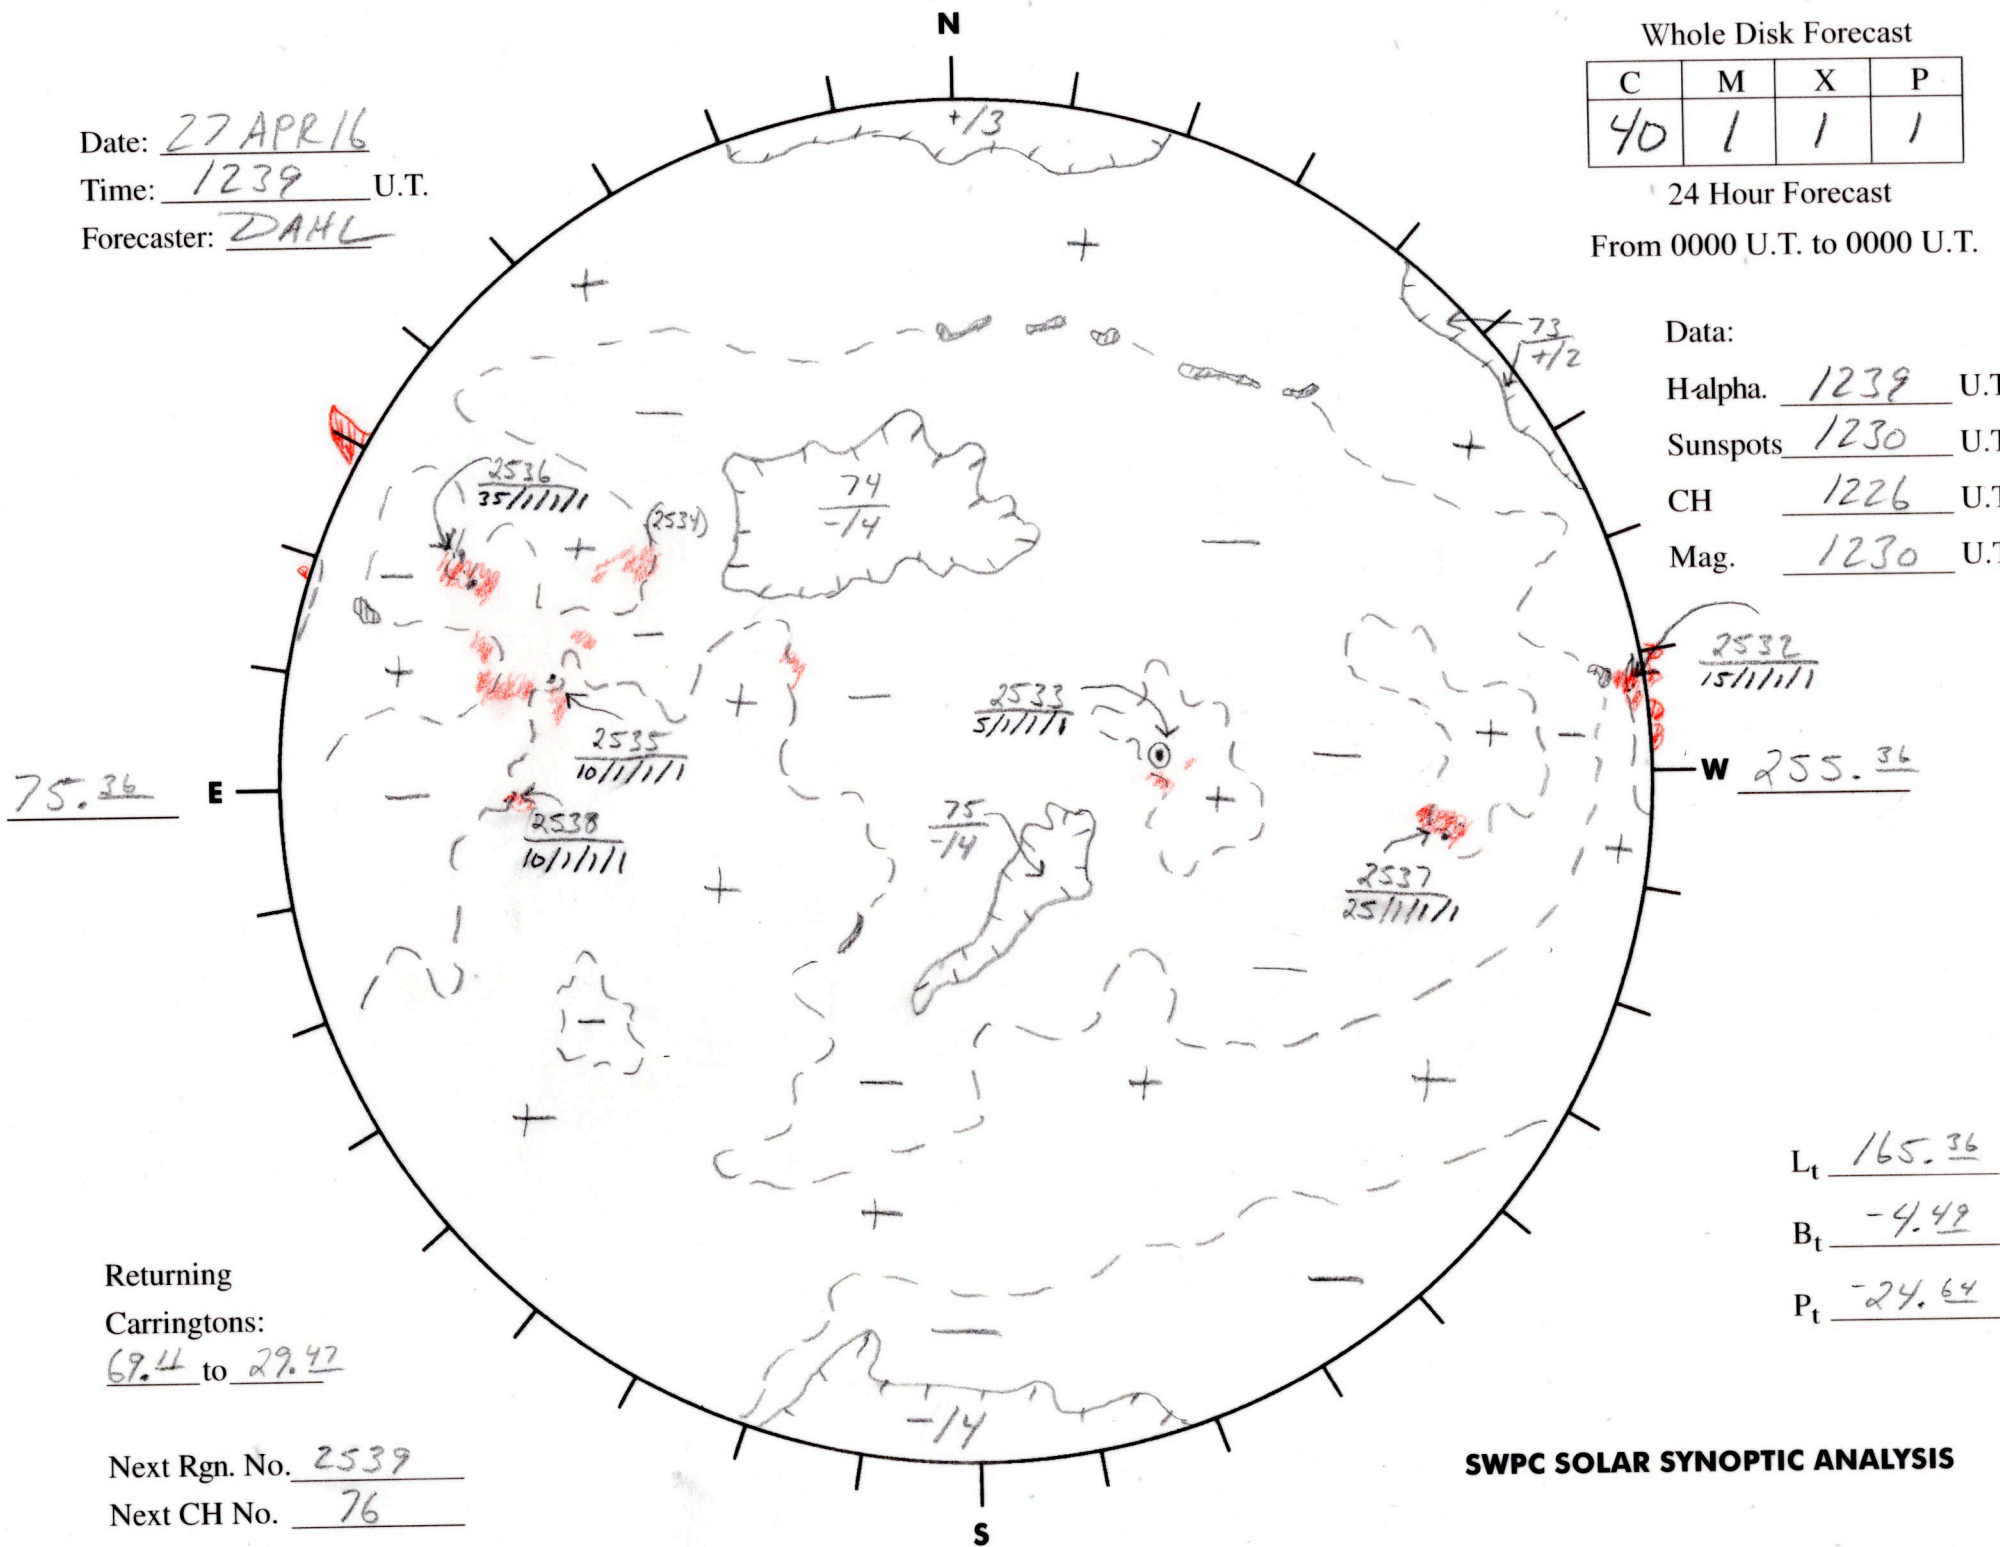 N
Whole Disk Forecast
C M X P
40 1 1 1
24 Hour Forecast
From 0000 U.T. to 0000 U.T.
Date: 27 APR 16
Time: 1239 U.T.
Forecaster: DAHL
+/3
+
+
73
+/2
Data:
H-alpha. 1239 U.T
Sunspots 1230 U.T
CH 1226 U.T
Mag. 1230 U.T
−
+
2536
35/1/1/1/1
(2534)
74
-/4
+
−
−
−
2532
15/1/1/1/1
+
+
−
2533
5/1/1/1/1
+
−
−
2535
10/1/1/1/1
75.36 E
W 255.36
−
+
2538
10/1/1/1/1
75
-/4
+
+
2537
25/1/1/1/1
−
−
−
+
+
+
+
−
−
-/4
L t 165.36
B t -4.49
P t -24.64
Returning
Carringtons:
69.11 to 29.47
Next Rgn. No. 2539
Next CH No. 76
SWPC SOLAR SYNOPTIC ANALYSIS
S